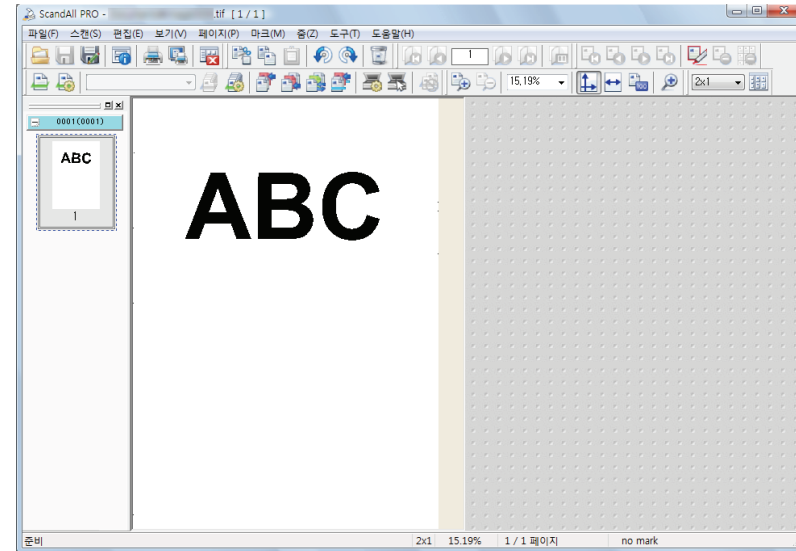 ScandAll PRO - .tif [ 1 / 1 ]
파일(F) 스캔(S) 편집(E) 보기(V) 페이지(P) 마크(M) 줌(Z) 도구(T) 도움말(H)
1
15,19% 2x1
0001(0001)
ABC
1
ABC
준비 2x1 15.19% 1 / 1 페이지 no mark